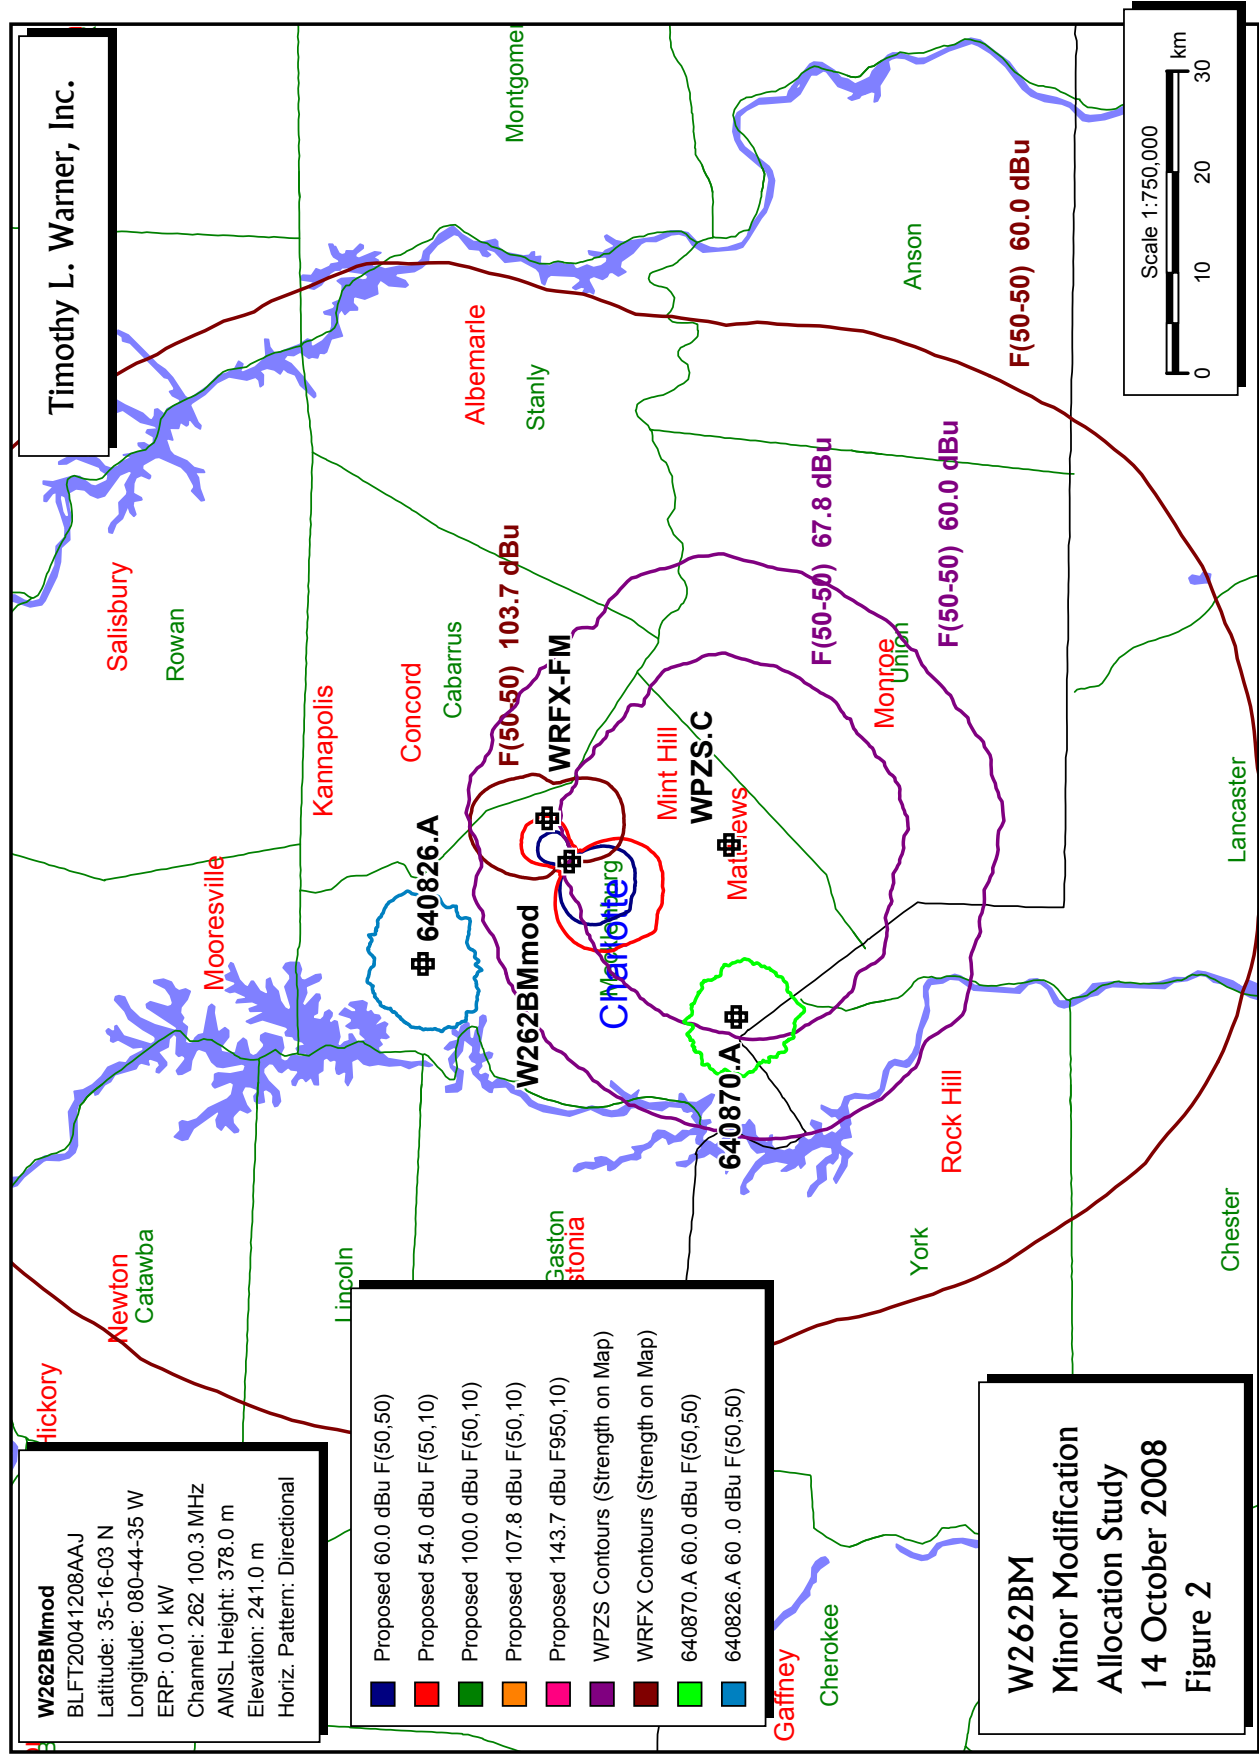 W262BMmod
BLFT20041208AAJ
Latitude: 35-16-03 N
Longitude: 080-44-35 W
ERP: 0.01 kW
Channel: 262 100.3 MHz
AMSL Height: 378.0 m
Elevation: 241.0 m
Horiz. Pattern: Directional
Timothy L. Warner, Inc.
Hickory
Newton
Catawba
Lincoln
Gaston
stonia
Mooresville
Salisbury
Rowan
Kannapolis
Concord
Cabarrus
Albemarle
Stanly
Montgomer
640826.A
F(50-50) 103.7 dBu
WRFX-FM
W262BMmod
Mecklenburg
Charlotte
Mint Hill
WPZS.C
Matthews
640870.A
F(50-50) 67.8 dBu
Monroe
Union
F(50-50) 60.0 dBu
Anson
F(50-50) 60.0 dBu
Rock Hill
York
Chester
Lancaster
Gaffney
Cherokee
Proposed 60.0 dBu F(50,50)
Proposed 54.0 dBu F(50,10)
Proposed 100.0 dBu F(50,10)
Proposed 107.8 dBu F(50,10)
Proposed 143.7 dBu F950,10)
WPZS Contours (Strength on Map)
WRFX Contours (Strength on Map)
640870.A 60.0 dBu F(50,50)
640826.A 60 .0 dBu F(50,50)
W262BM
Minor Modification
Allocation Study
14 October 2008
Figure 2
Scale 1:750,000
0 10 20 30 km